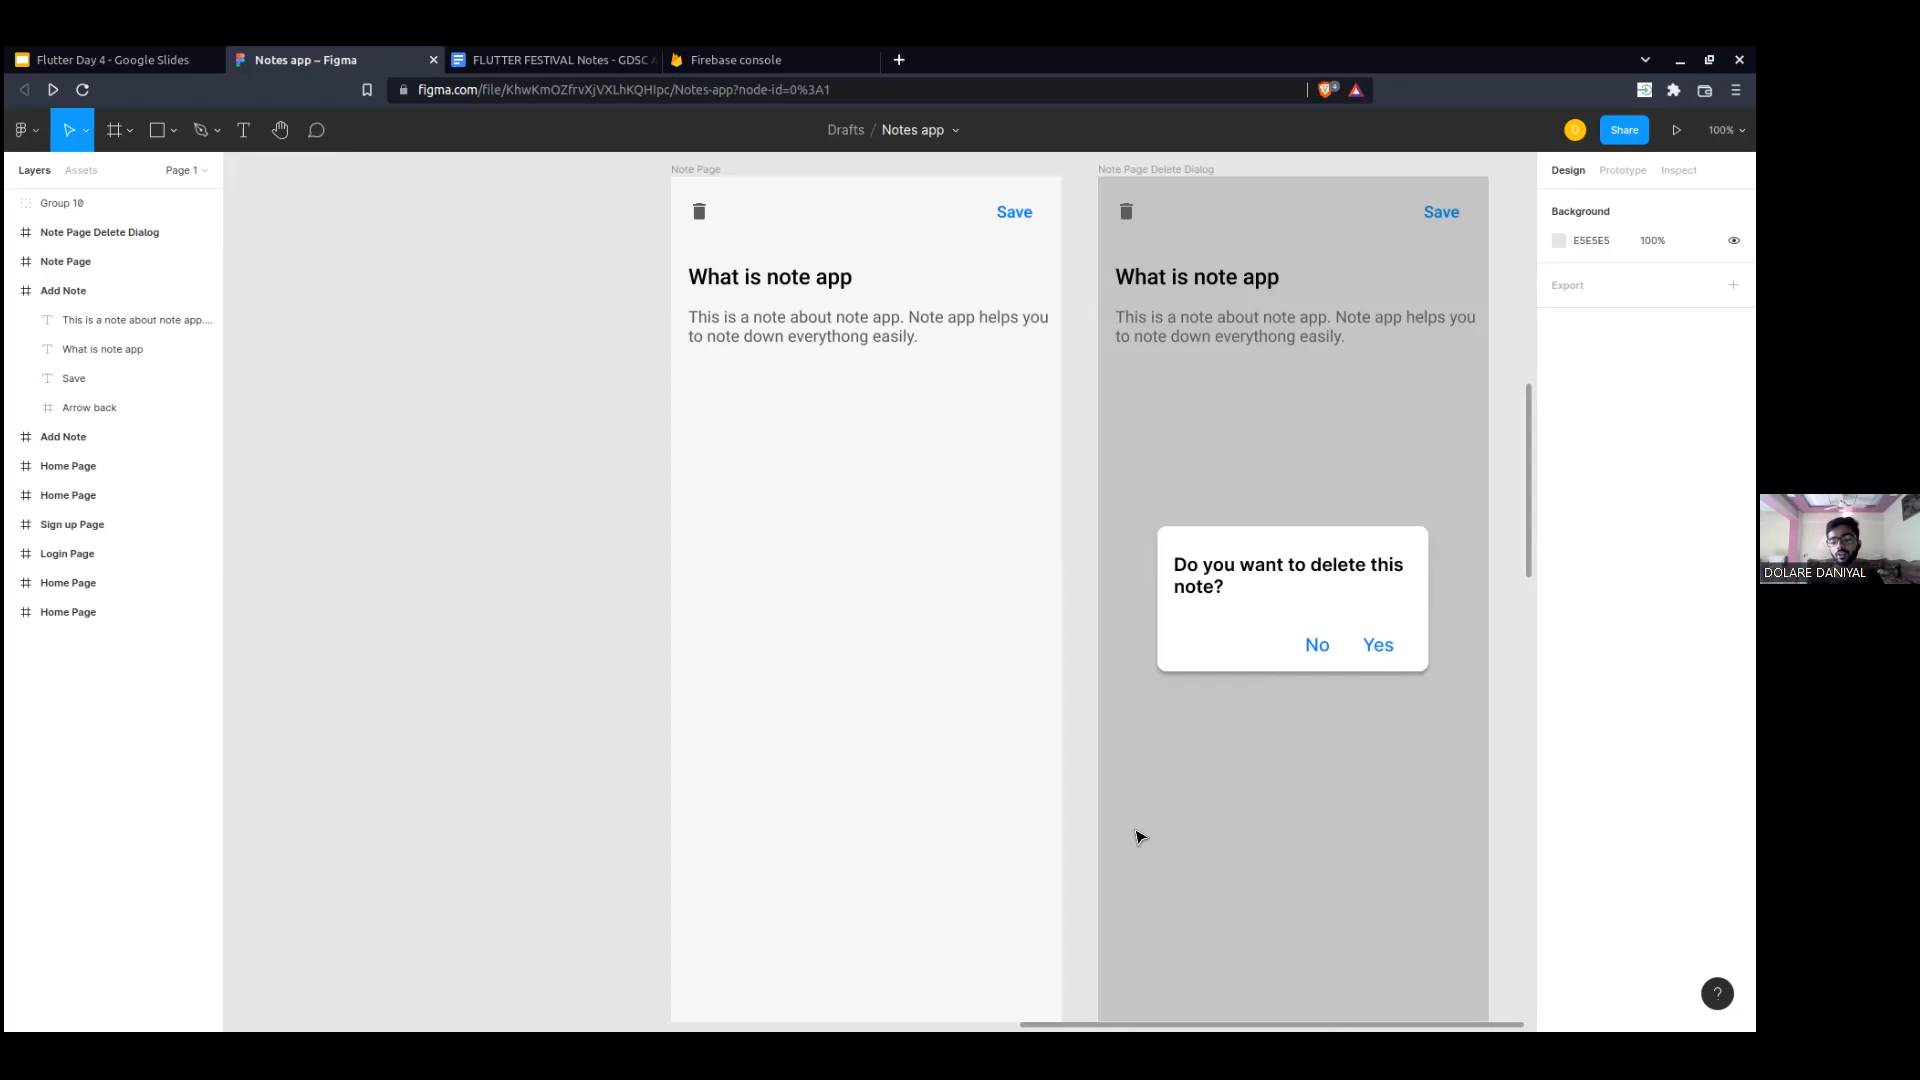 Flutter Day 4 - Google Slides
Notes app – Figma
FLUTTER FESTIVAL Notes - GDSC
Firebase console
figma.com/file/KhwKmOZfrvXjVXLhKQHIpc/Notes-app?node-id=0%3A1
4
Drafts / Notes app
D
Share
100%
Layers
Assets
Page 1
Group 10
Note Page Delete Dialog
Note Page
Add Note
This is a note about note app....
What is note app
Save
Arrow back
Add Note
Home Page
Home Page
Sign up Page
Login Page
Home Page
Home Page
Note Page
Save
What is note app
This is a note about note app. Note app helps you
to note down everythong easily.
Note Page Delete Dialog
Save
What is note app
This is a note about note app. Note app helps you
to note down everythong easily.
Do you want to delete this
note?
No Yes
Design
Prototype
Inspect
Background
E5E5E5
100%
Export
?
DOLARE DANIYAL